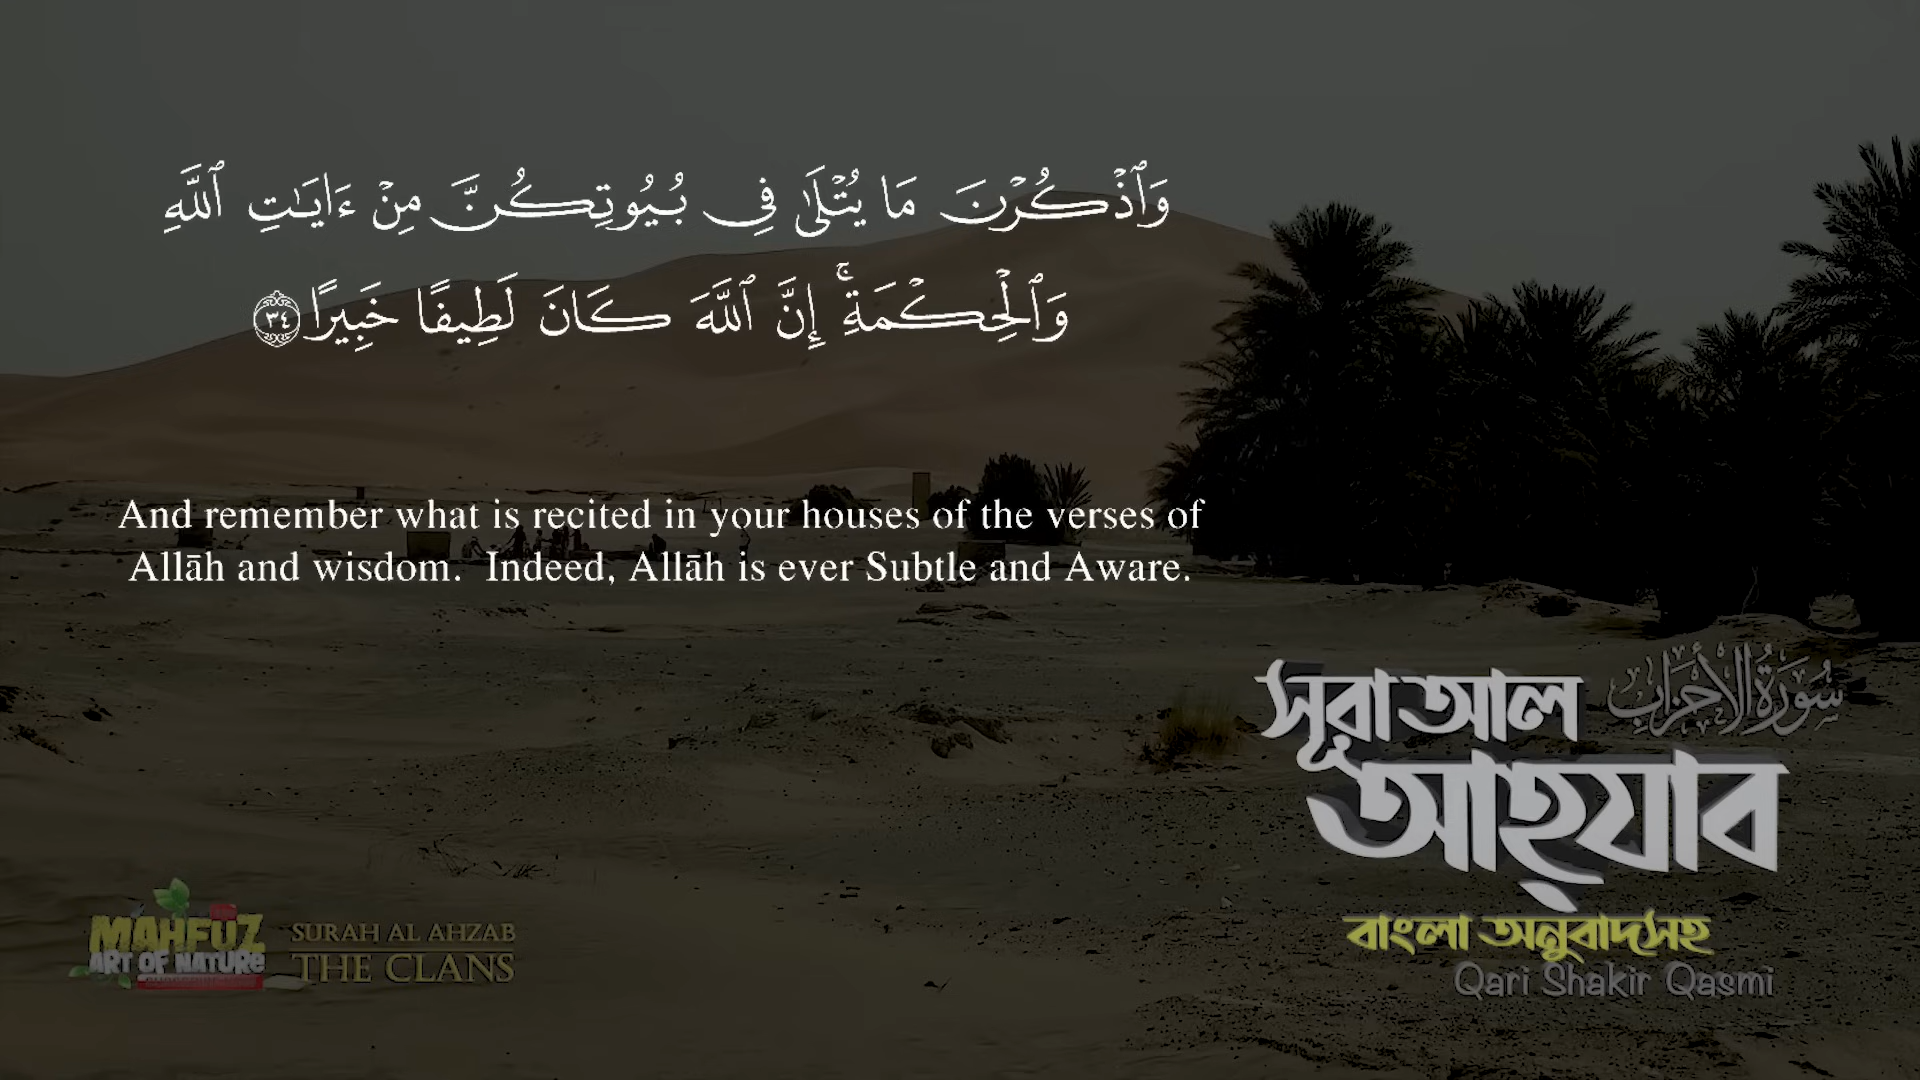 وَٱذْكُرْنَ مَا يُتْلَىٰ فِى بُيُوتِكُنَّ مِنْ ءَايَـٰتِ ٱللَّهِ
وَٱلْحِكْمَةِ ۚ إِنَّ ٱللَّهَ كَانَ لَطِيفًا خَبِيرًا ٣٤
And remember what is recited in your houses of the verses of
Allāh and wisdom.  Indeed, Allāh is ever Subtle and Aware.
সূরা আল
سُورَةُ الأَحْزَاب
আহ্‌যাব
বাংলা অনুবাদসহ
Qari Shakir Qasmi
MAHFUZ
ART OF NATURE
SURAH AL AHZAB
THE CLANS